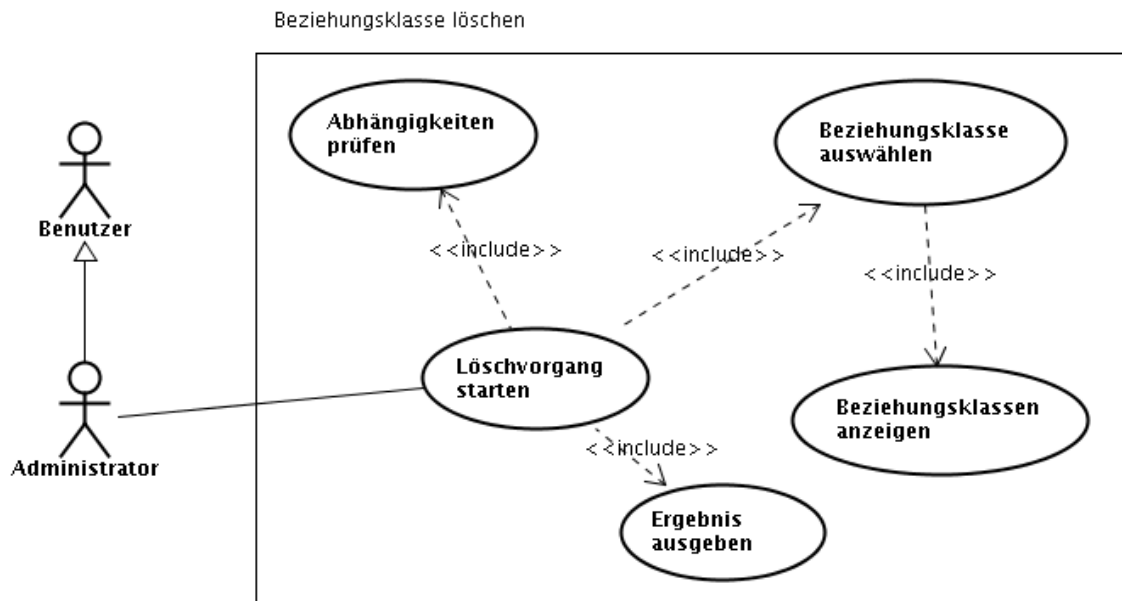 Beziehungsklasse löschen
Abhängigkeiten
prüfen
Beziehungsklasse
auswählen
Benutzer
<<include>>
<<include>>
<<include>>
Löschvorgang
starten
Beziehungsklassen
anzeigen
Administrator
<<include>>
Ergebnis
ausgeben